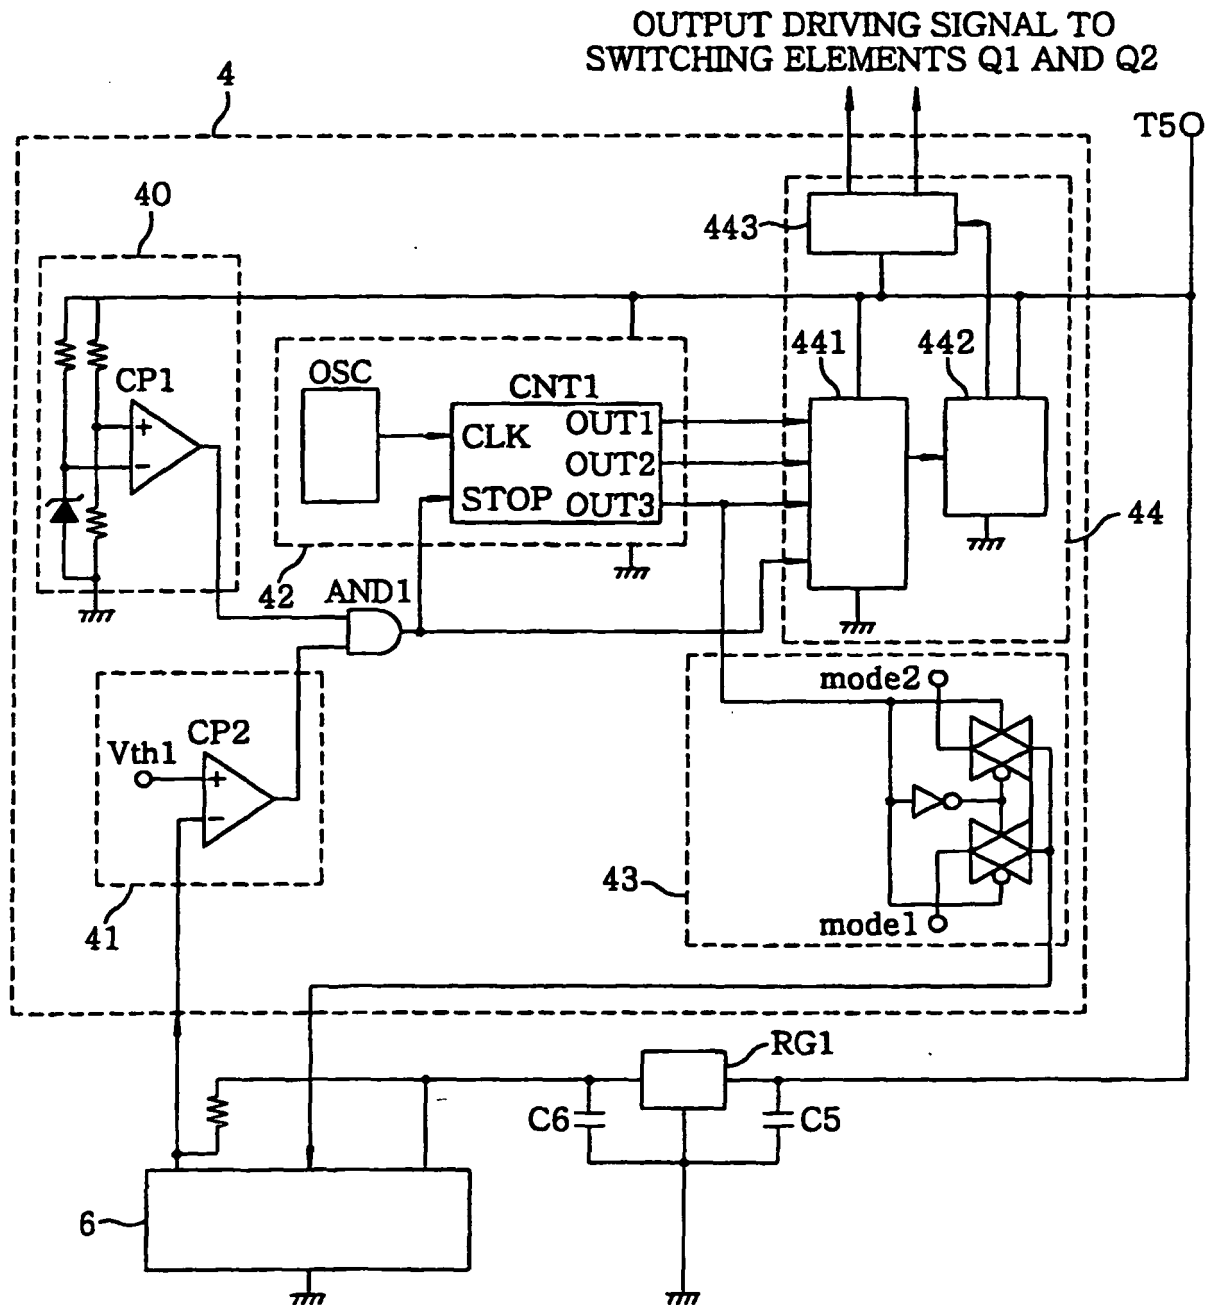 OUTPUT DRIVING SIGNAL TO
SWITCHING ELEMENTS Q1 AND Q2
4
T5
40
443
441
442
CP1
OSC
CNT1
CLK
STOP
OUT1
OUT2
OUT3
44
42
AND1
mode2
CP2
Vth1
43
41
mode1
RG1
C6
C5
6